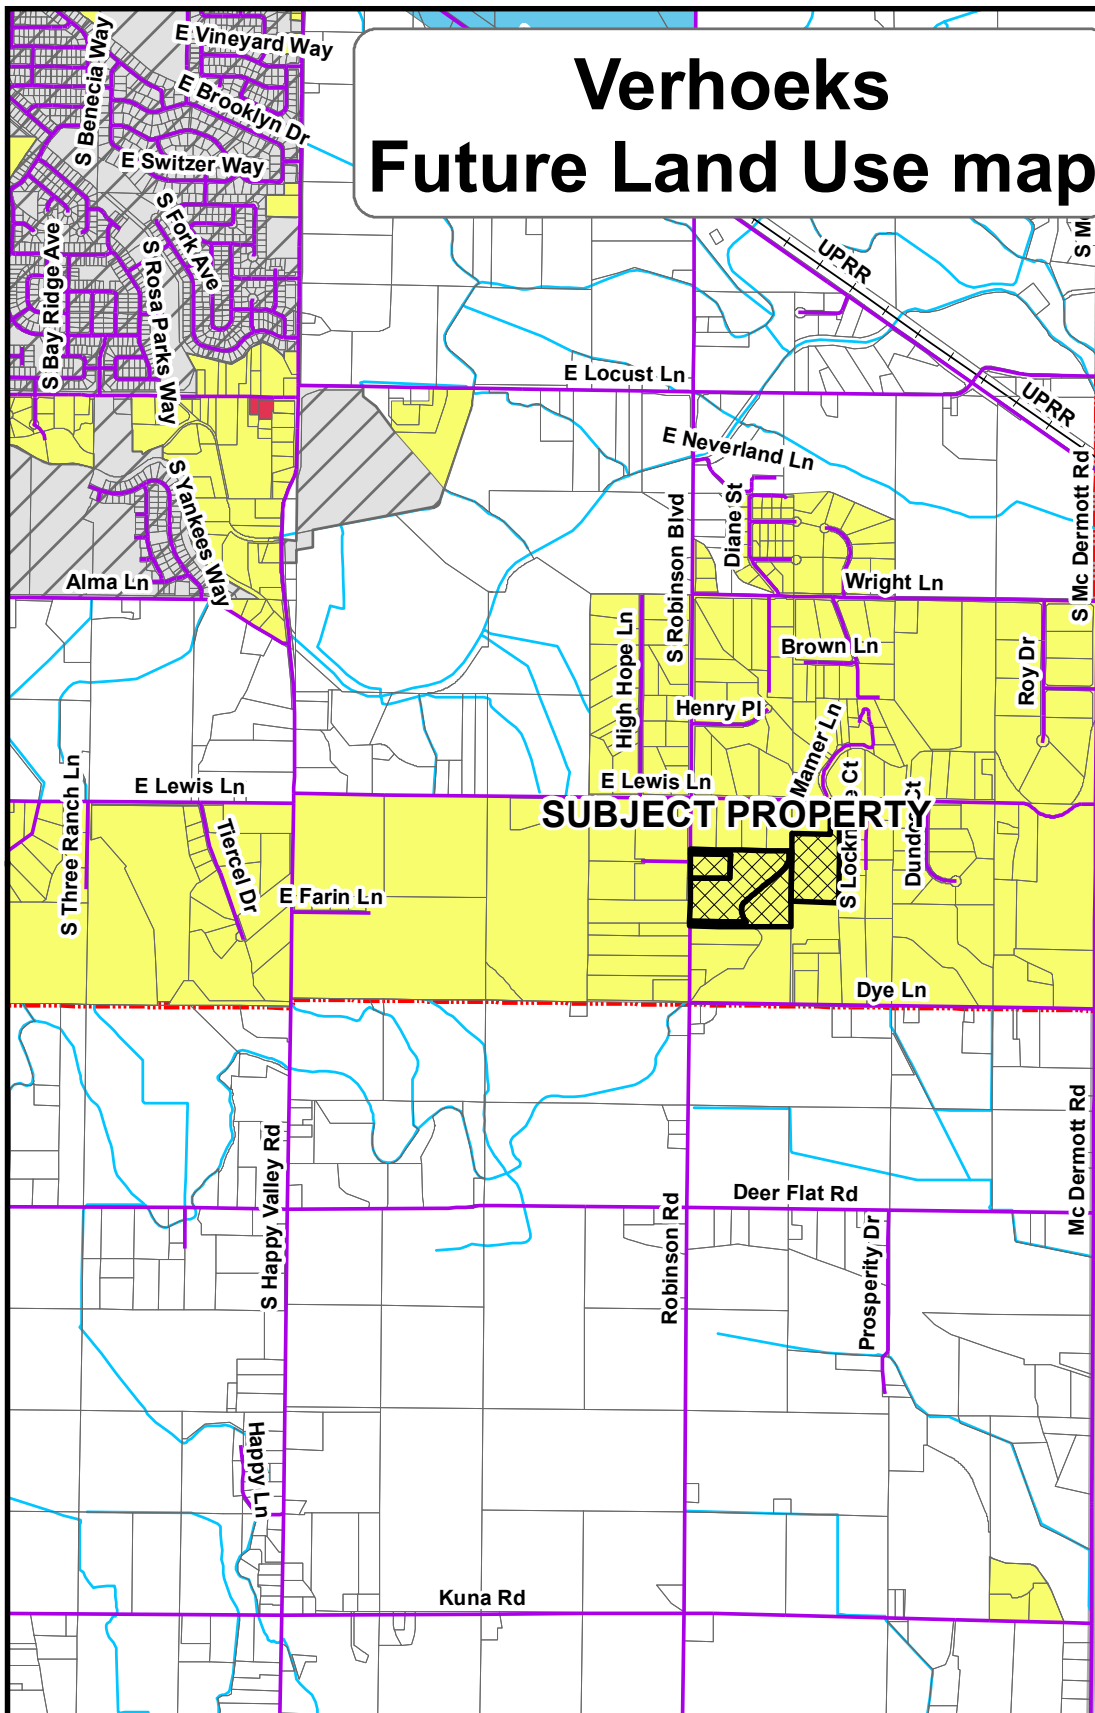 Verhoeks
Future Land Use map
E Vineyard Way
S Benecia Way
E Brooklyn Dr
E Switzer Way
S Fork Ave
S Bay Ridge Ave
S Rosa Parks Way
UPRR
E Locust Ln
UPRR
E Neverland Ln
S Yankees Way
S Robinson Blvd
Diane St
S Mc Dermott Rd
Alma Ln
Wright Ln
High Hope Ln
Brown Ln
Roy Dr
Henry Pl
Mamer Ln
E Lewis Ln
E Lewis Ln
SUBJECT PROPERTY
S Three Ranch Ln
Tiercel Dr
E Farin Ln
Dye Ln
Mc Dermott Rd
S Happy Valley Rd
Deer Flat Rd
Robinson Rd
Prosperity Dr
Happy Ln
Kuna Rd